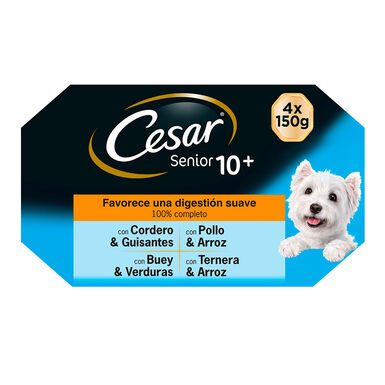 4x
150g
Cesar
Senior 10+
Favorece una digestión suave
100% completo
con Cordero
& Guisantes
con Pollo
& Arroz
con Buey
& Verduras
con Ternera
& Arroz